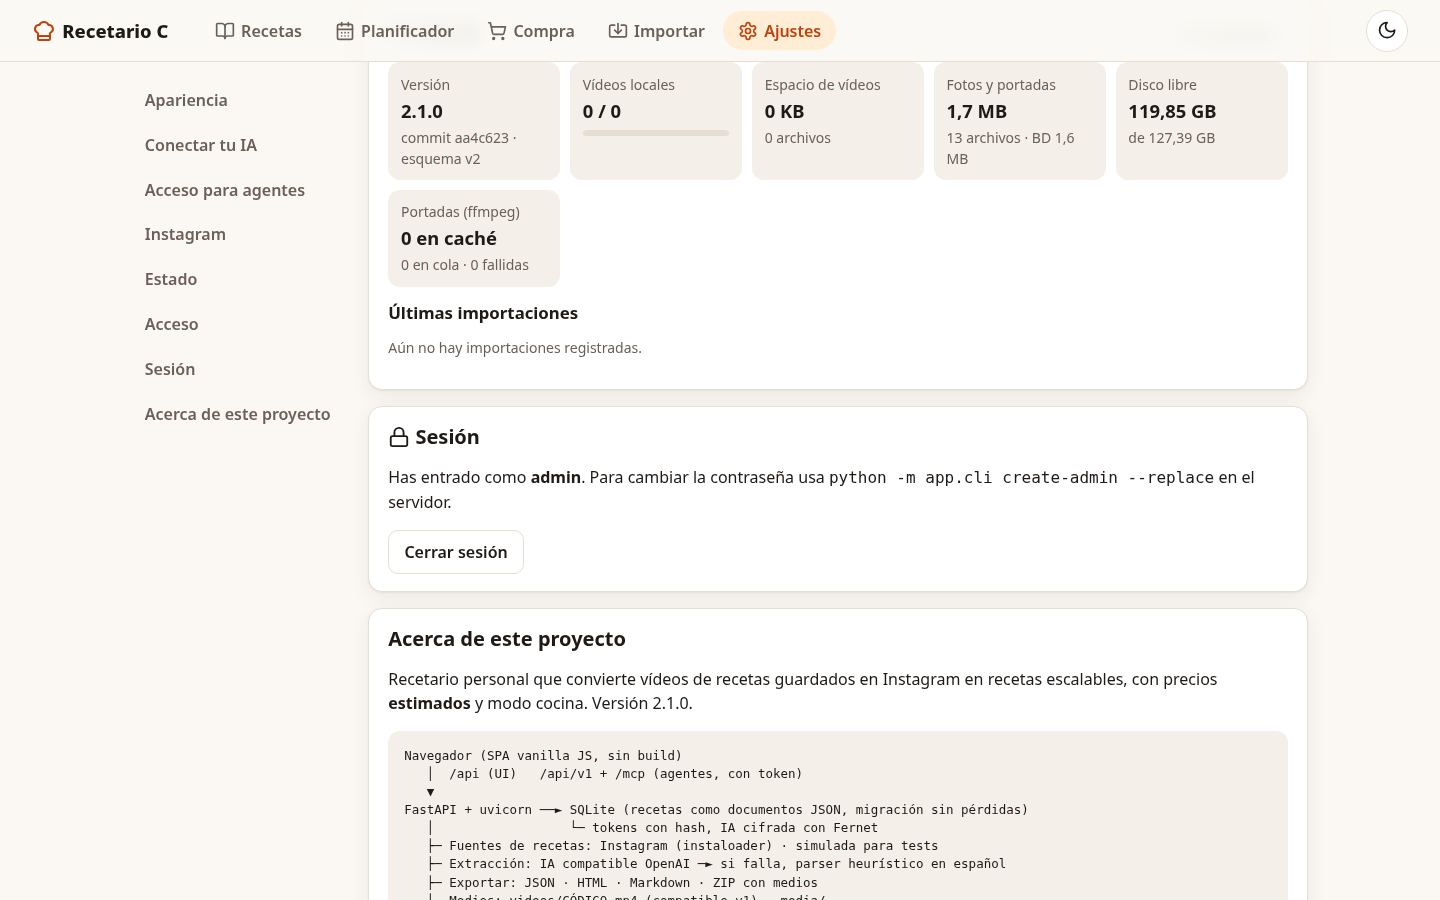 Recetario C
Recetas
Planificador
Compra
Importar
Ajustes
Apariencia
Conectar tu IA
Acceso para agentes
Instagram
Estado
Acceso
Sesión
Acerca de este proyecto
Versión
2.1.0
commit aa4c623 ·
esquema v2
Vídeos locales
0 / 0
Espacio de vídeos
0 KB
0 archivos
Fotos y portadas
1,7 MB
13 archivos · BD 1,6
MB
Disco libre
119,85 GB
de 127,39 GB
Portadas (ffmpeg)
0 en caché
0 en cola · 0 fallidas
Últimas importaciones
Aún no hay importaciones registradas.
Sesión
Has entrado como admin. Para cambiar la contraseña usa python -m app.cli create-admin --replace en el
servidor.
Cerrar sesión
Acerca de este proyecto
Recetario personal que convierte vídeos de recetas guardados en Instagram en recetas escalables, con precios
estimados y modo cocina. Versión 2.1.0.
Navegador (SPA vanilla JS, sin build)
│  /api (UI)   /api/v1 + /mcp (agentes, con token)
▼
FastAPI + uvicorn ──► SQLite (recetas como documentos JSON, migración sin pérdidas)
│                  └─ tokens con hash, IA cifrada con Fernet
├─ Fuentes de recetas: Instagram (instaloader) · simulada para tests
├─ Extracción: IA compatible OpenAI ─► si falla, parser heurístico en español
├─ Exportar: JSON · HTML · Markdown · ZIP con medios
├─ Medios: videos/CÓDIGO.mp4 (compatible v1)  media/